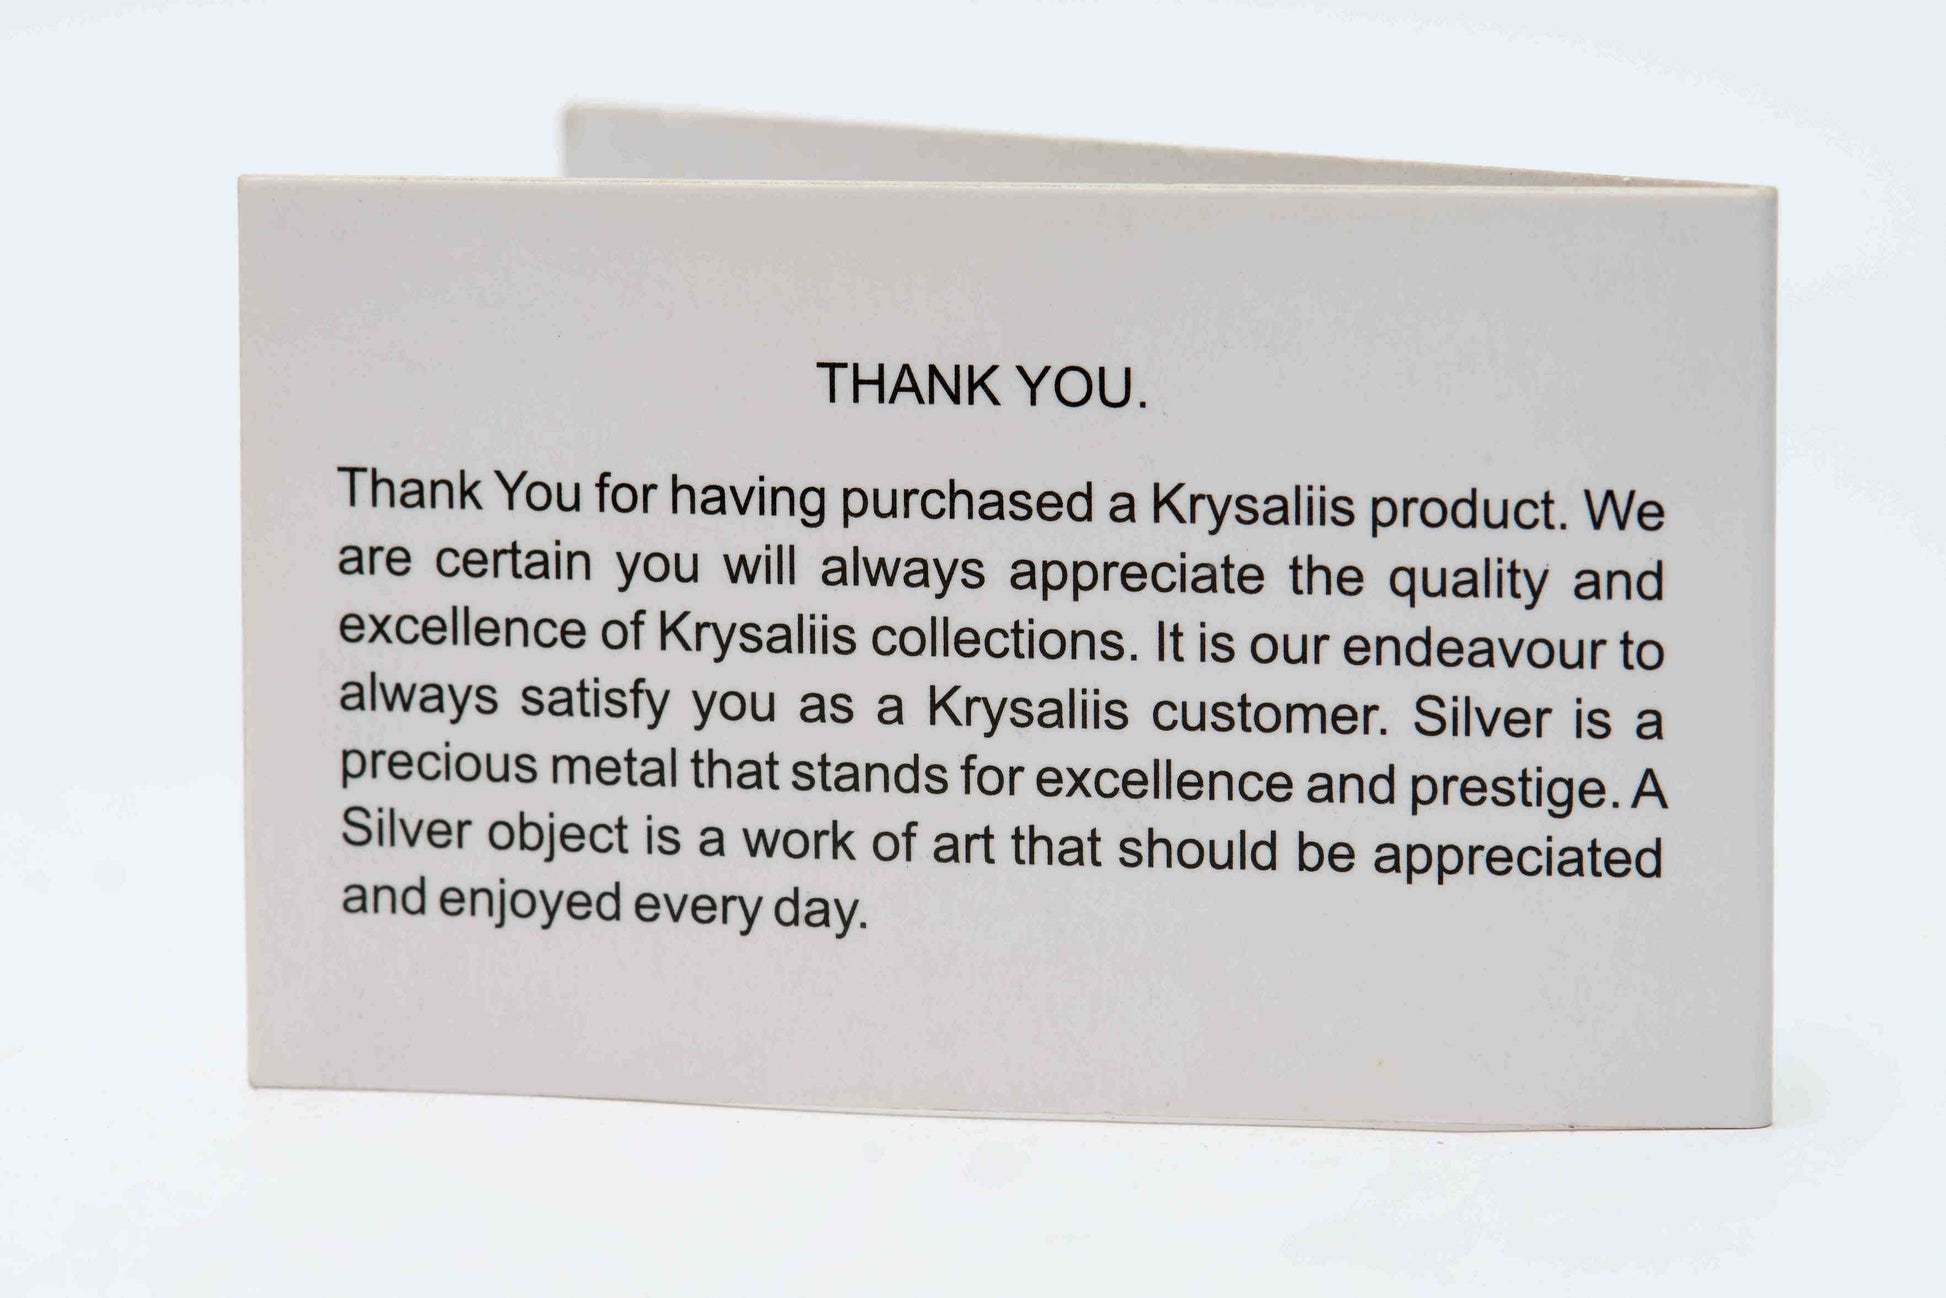 THANK YOU.
Thank You for having purchased a Krysaliis product. We
are certain you will always appreciate the quality and
excellence of Krysaliis collections. It is our endeavour to
always satisfy you as a Krysaliis customer. Silver is a
precious metal that stands for excellence and prestige. A
Silver object is a work of art that should be appreciated
and enjoyed every day.